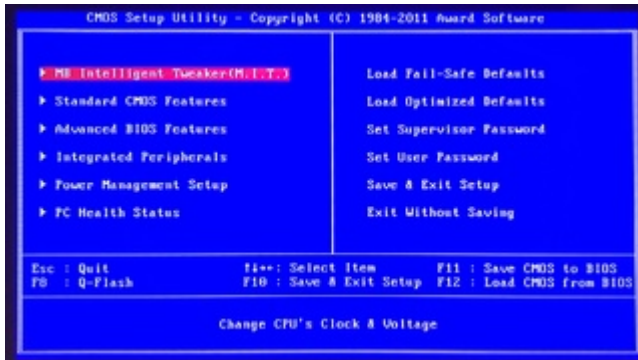 CMOS Setup Utility - Copyright (C) 1984-2011 Award Software
▶ MB Intelligent Tweaker(M.I.T.)
▶ Standard CMOS Features
▶ Advanced BIOS Features
▶ Integrated Peripherals
▶ Power Management Setup
▶ PC Health Status
Load Fail-Safe Defaults
Load Optimized Defaults
Set Supervisor Password
Set User Password
Save & Exit Setup
Exit Without Saving
Esc : Quit ↑↓→←: Select Item F11 : Save CMOS to BIOS
F8 : Q-Flash F10 : Save & Exit Setup F12 : Load CMOS from BIOS
Change CPU's Clock & Voltage